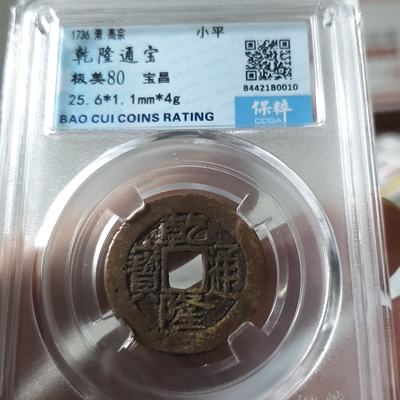 1736 清 高宗 小平
乾隆通宝
极美80 宝昌
25.6*1.1mm*4g
B4421B0010
BAO CUI COINS RATING
保粹
CCGA
乾隆通寶